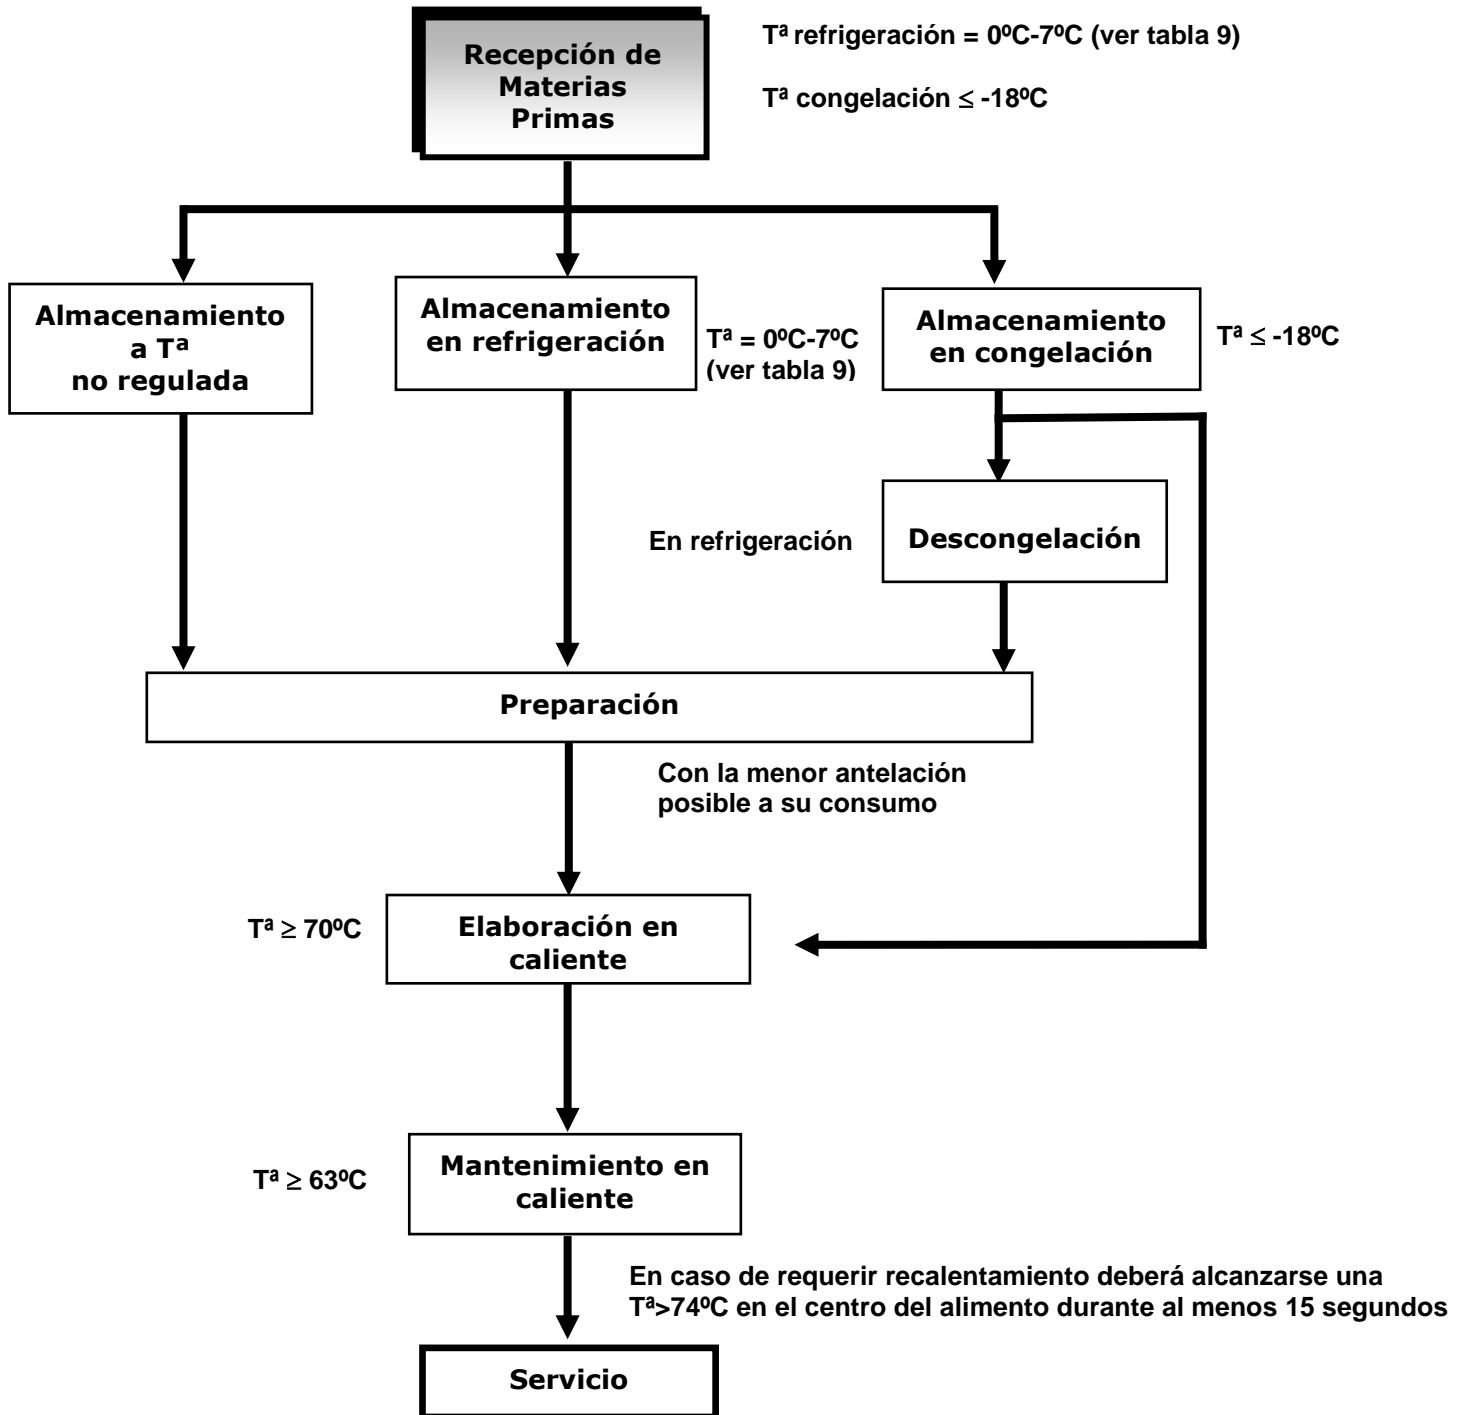 Recepción de
Materias
Primas
Tª refrigeración = 0ºC-7ºC (ver tabla 9)
Tª congelación ≤ -18ºC
Almacenamiento
a Tª
no regulada
Almacenamiento
en refrigeración
Tª = 0ºC-7ºC
(ver tabla 9)
Almacenamiento
en congelación
Tª ≤ -18ºC
En refrigeración
Descongelación
Preparación
Con la menor antelación
posible a su consumo
Tª ≥ 70ºC
Elaboración en
caliente
Tª ≥ 63ºC
Mantenimiento en
caliente
En caso de requerir recalentamiento deberá alcanzarse una
Tª>74ºC en el centro del alimento durante al menos 15 segundos
Servicio